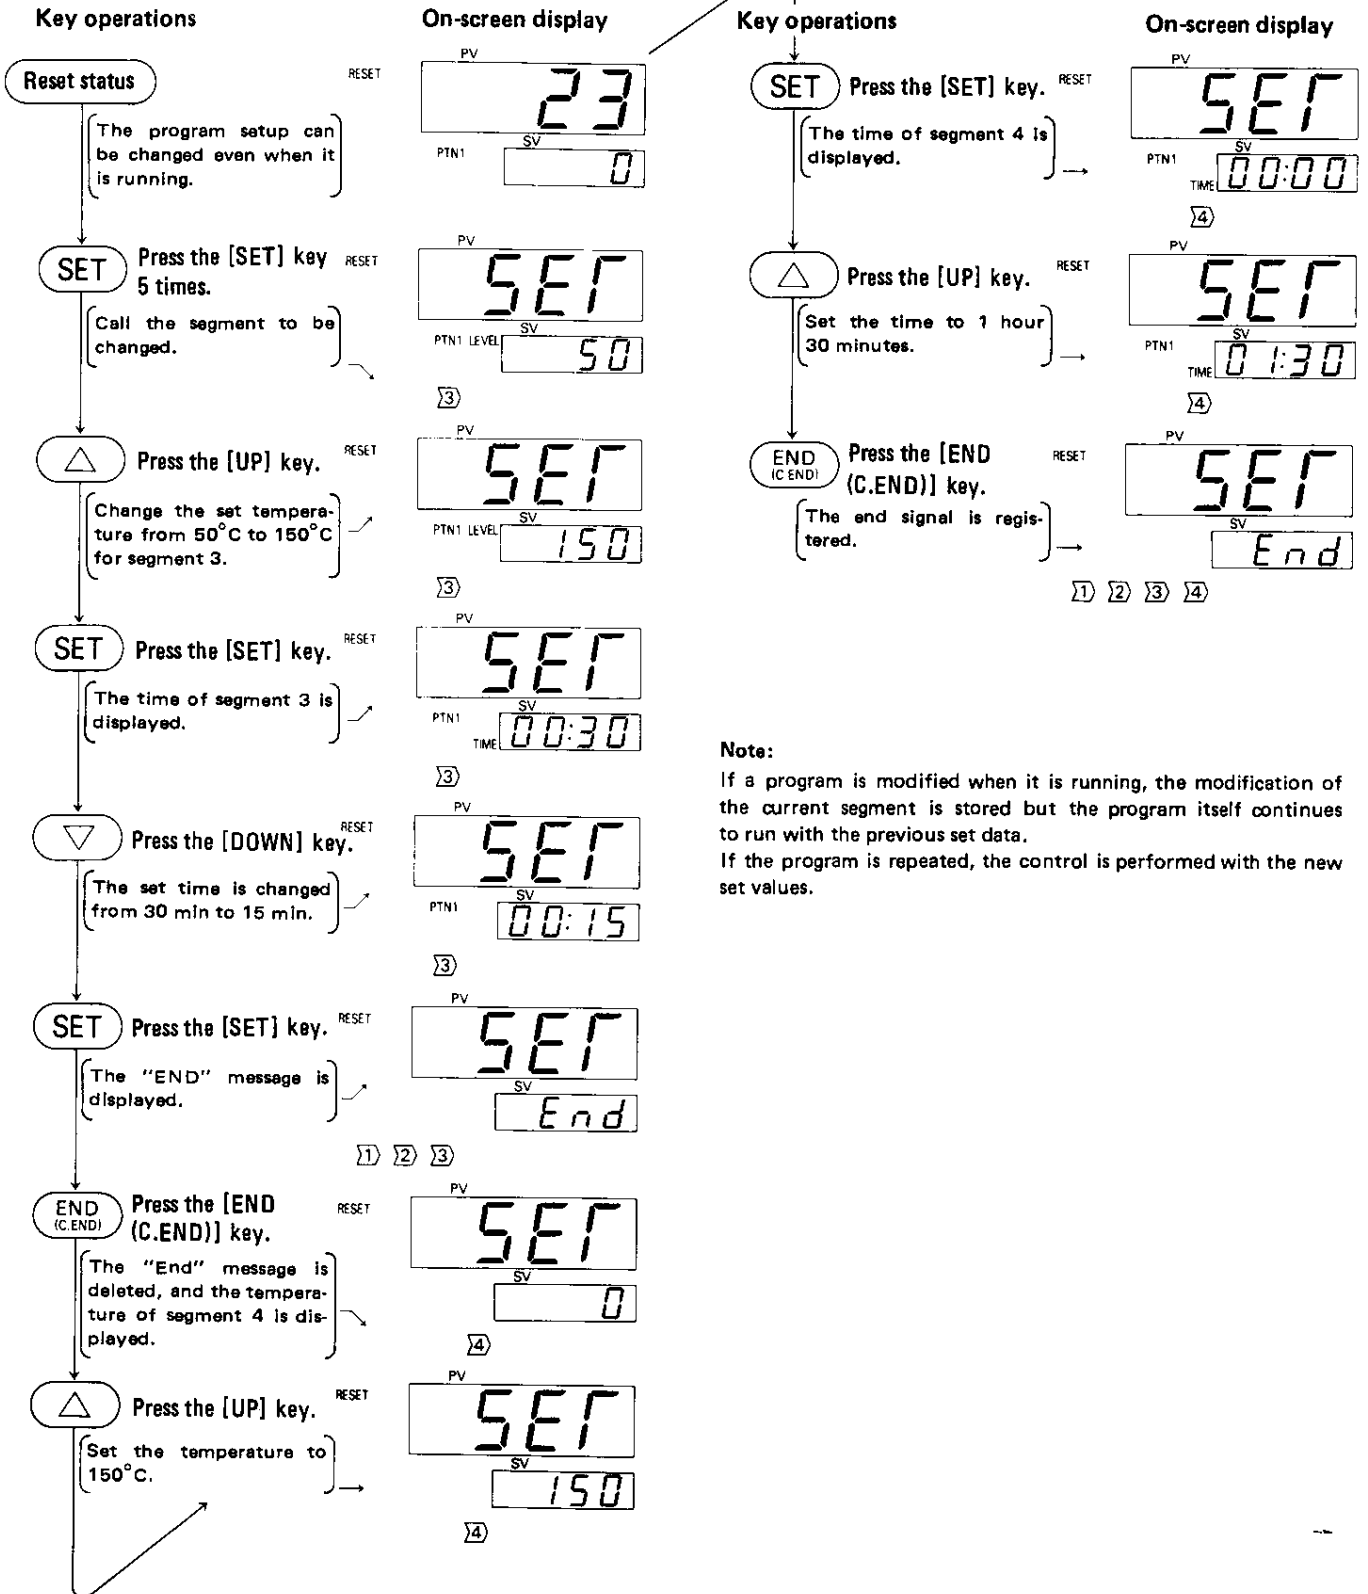 Key operations
On-screen display
Reset status
RESET
PV
23
The program setup can
be changed even when it
is running.
PTN1
SV
0
SET
Press the [SET] key
5 times.
RESET
PV
SET
Call the segment to be
changed.
PTN1 LEVEL
SV
50
3
△
Press the [UP] key.
RESET
PV
SET
Change the set tempera-
ture from 50°C to 150°C
for segment 3.
PTN1 LEVEL
SV
150
3
SET
Press the [SET] key.
RESET
PV
SET
The time of segment 3 is
displayed.
PTN1
TIME
SV
00:30
3
▽
Press the [DOWN] key.
RESET
PV
SET
The set time is changed
from 30 min to 15 min.
PTN1
SV
00:15
3
SET
Press the [SET] key.
RESET
PV
SET
The "END" message is
displayed.
SV
End
1 2 3
END
(C.END)
Press the [END
(C.END)] key.
RESET
PV
SET
The "End" message is
deleted, and the tempera-
ture of segment 4 is dis-
played.
SV
0
4
△
Press the [UP] key.
RESET
PV
SET
Set the temperature to
150°C.
SV
150
4
Key operations
On-screen display
SET
Press the [SET] key.
RESET
PV
SET
The time of segment 4 is
displayed.
PTN1
TIME
SV
00:00
4
△
Press the [UP] key.
RESET
PV
SET
Set the time to 1 hour
30 minutes.
PTN1
TIME
SV
01:30
4
END
(C END)
Press the [END
(C.END)] key.
RESET
PV
SET
The end signal is regis-
tered.
SV
End
1 2 3 4
Note:
If a program is modified when it is running, the modification of
the current segment is stored but the program itself continues
to run with the previous set data.
If the program is repeated, the control is performed with the new
set values.